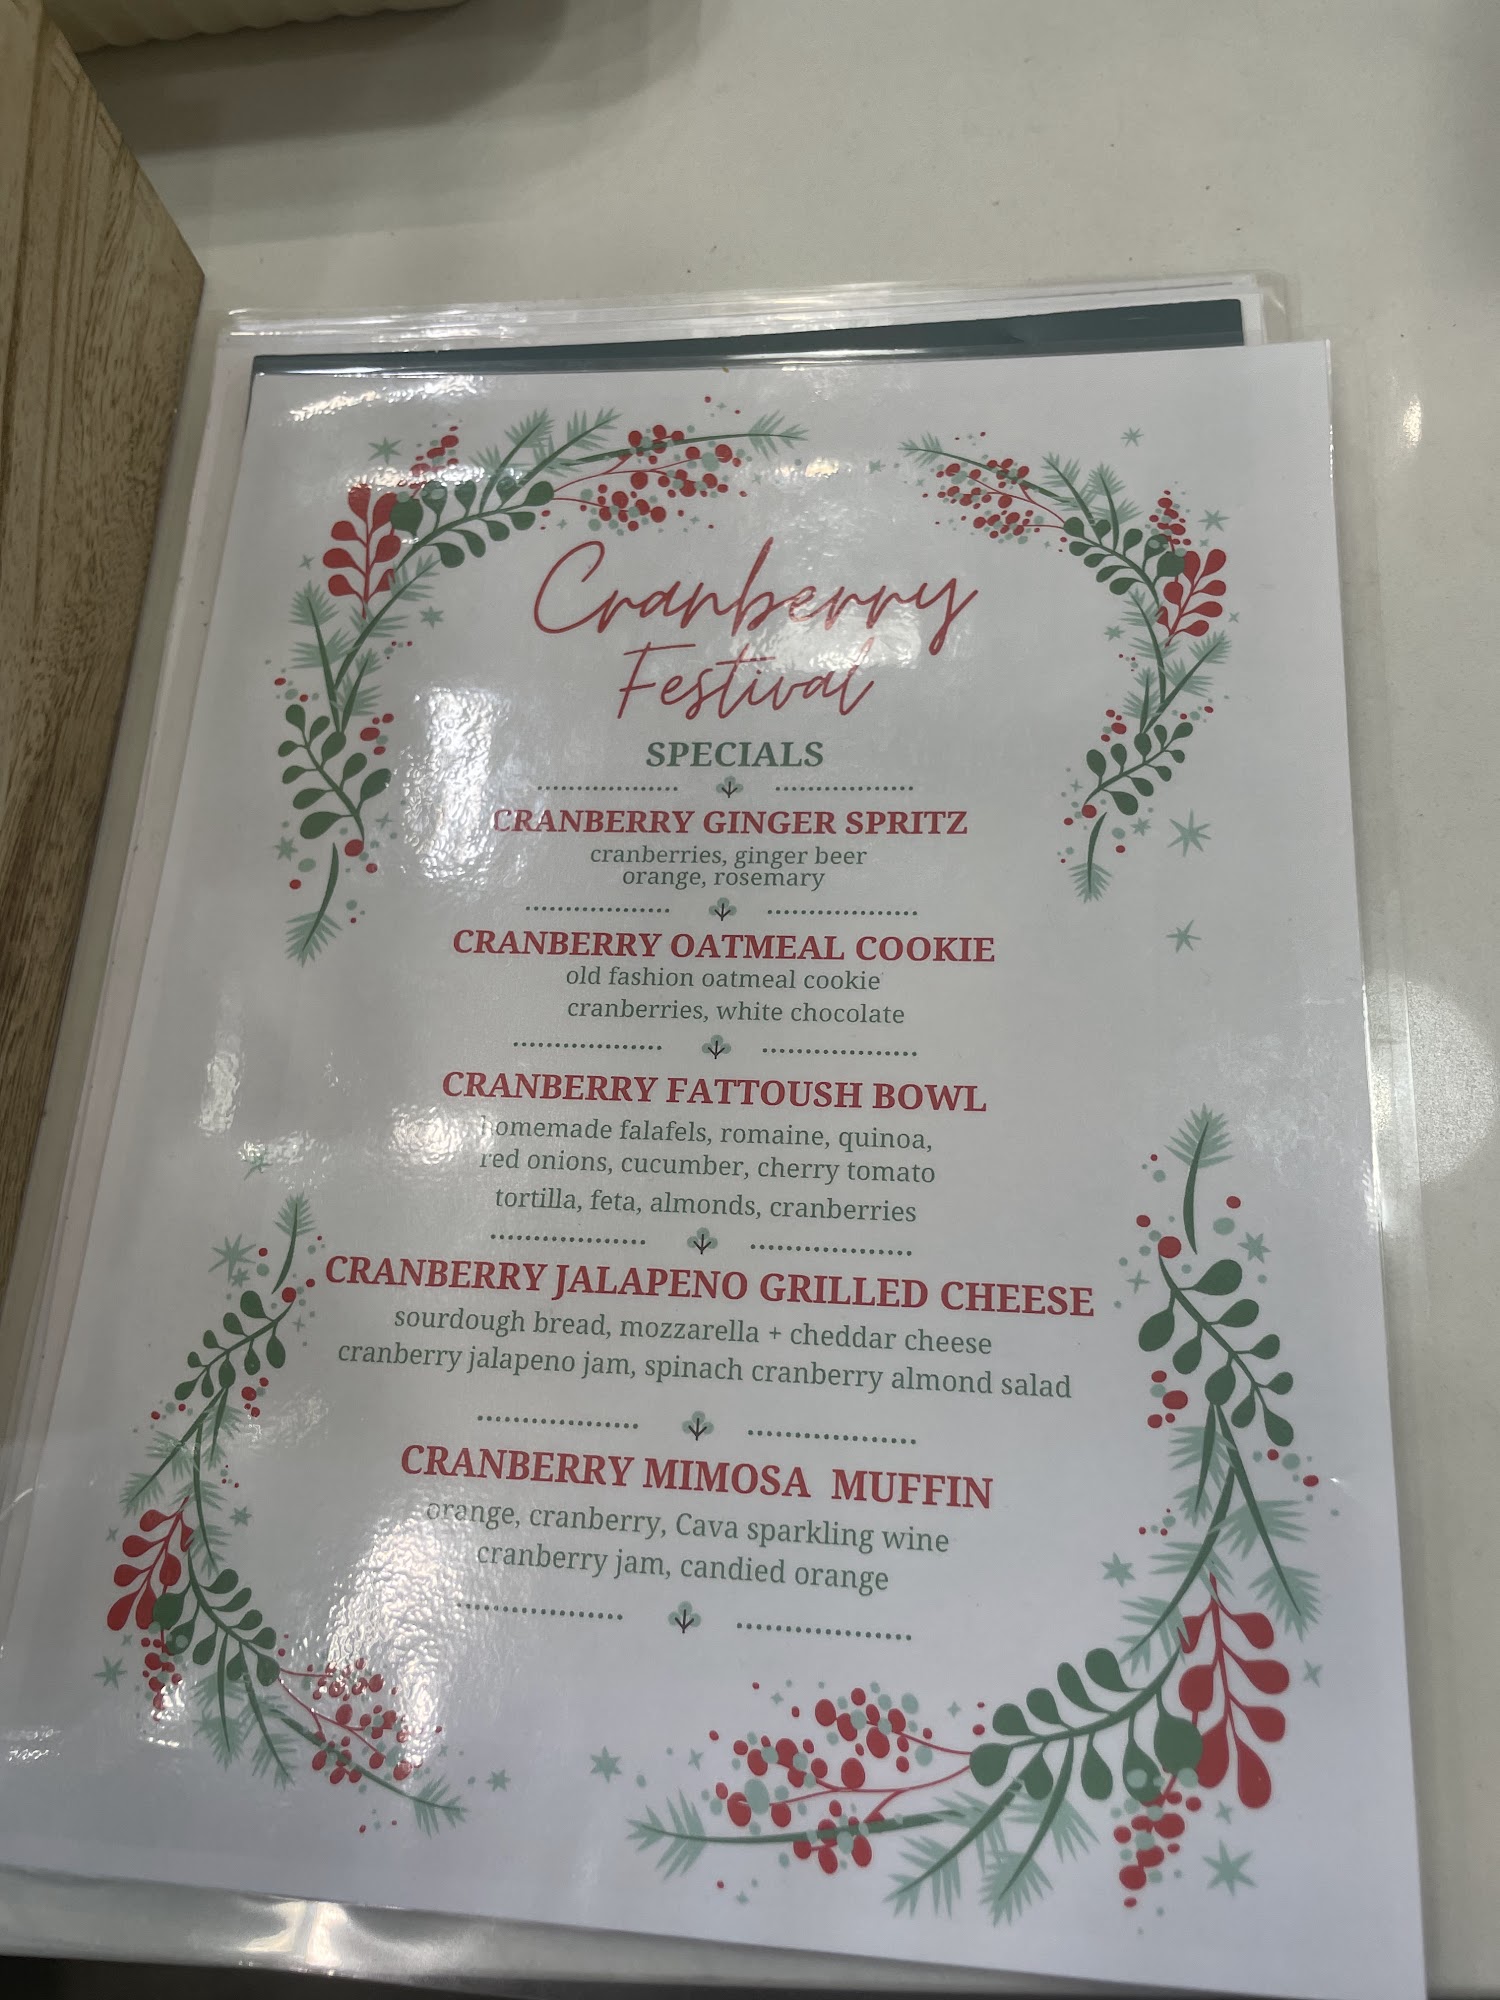 Cranberry
Festival
SPECIALS
CRANBERRY GINGER SPRITZ
cranberries, ginger beer
orange, rosemary
CRANBERRY OATMEAL COOKIE
old fashion oatmeal cookie
cranberries, white chocolate
CRANBERRY FATTOUSH BOWL
homemade falafels, romaine, quinoa,
red onions, cucumber, cherry tomato
tortilla, feta, almonds, cranberries
CRANBERRY JALAPENO GRILLED CHEESE
sourdough bread, mozzarella + cheddar cheese
cranberry jalapeno jam, spinach cranberry almond salad
CRANBERRY MIMOSA MUFFIN
orange, cranberry, Cava sparkling wine
cranberry jam, candied orange